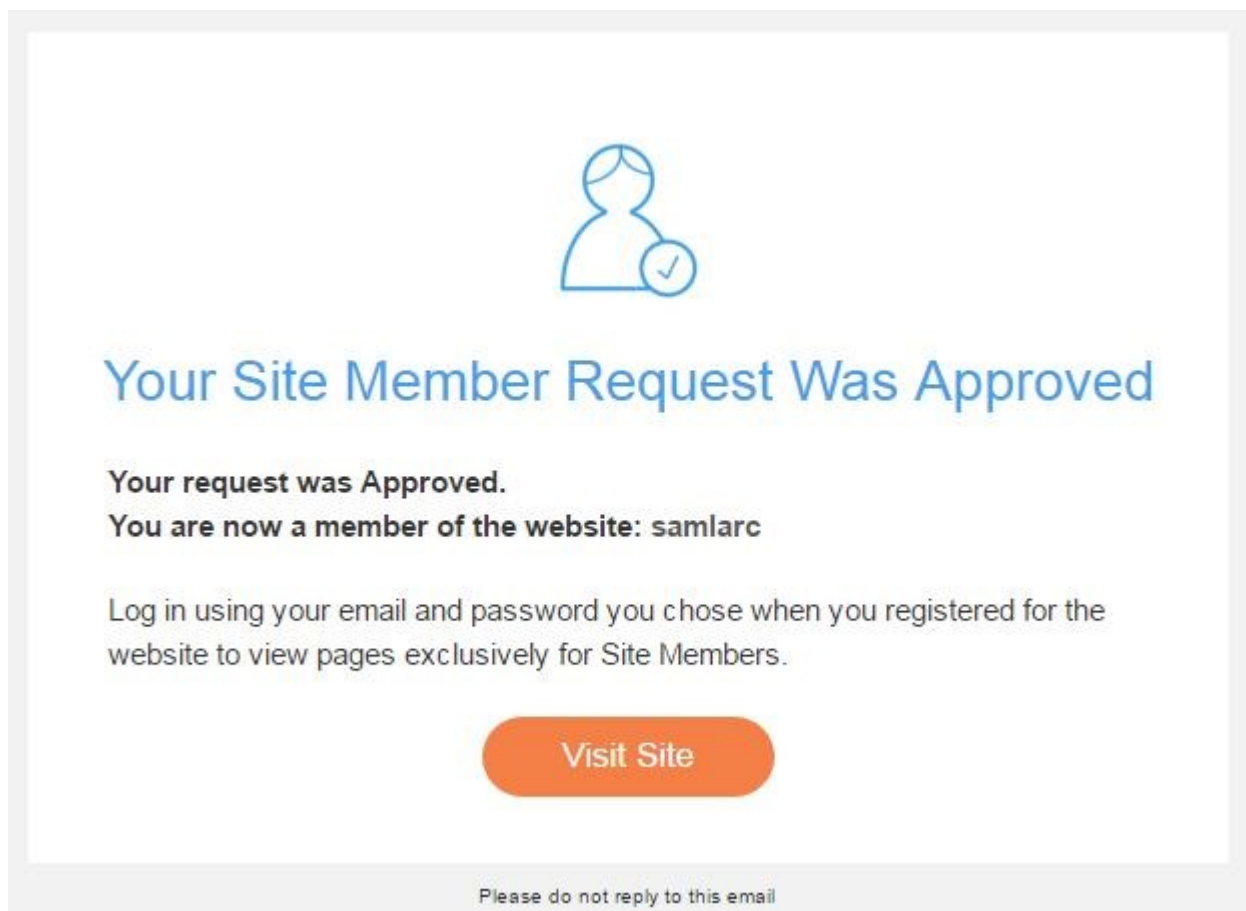 Your Site Member Request Was Approved
Your request was Approved.
You are now a member of the website: samlarc
Log in using your email and password you chose when you registered for the
website to view pages exclusively for Site Members.
Visit Site
Please do not reply to this email